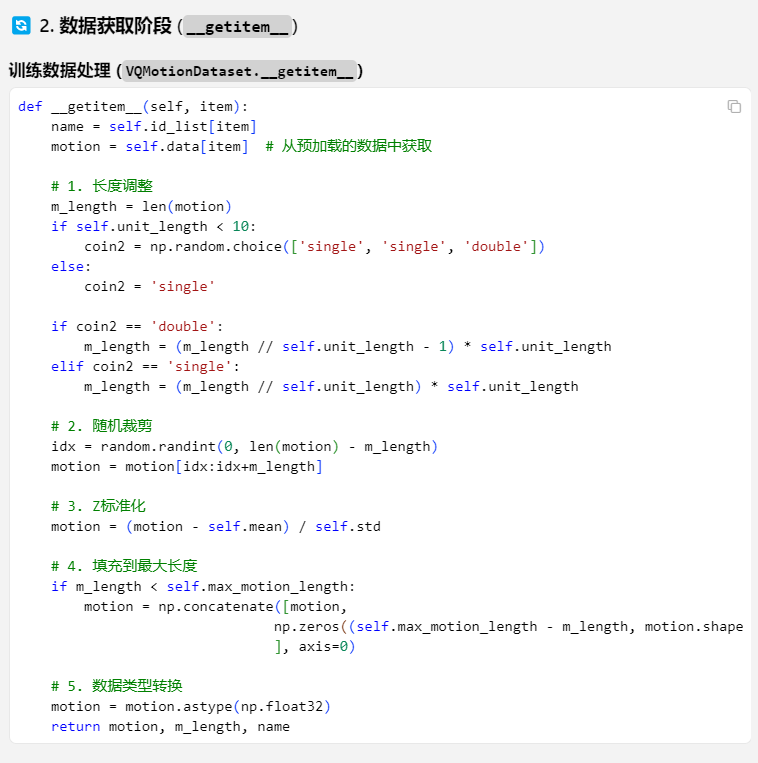 2. 数据获取阶段 (__getitem__)
训练数据处理 (VQMotionDataset.__getitem__)
def __getitem__(self, item):
    name = self.id_list[item]
    motion = self.data[item]  # 从预加载的数据中获取

    # 1. 长度调整
    m_length = len(motion)
    if self.unit_length < 10:
        coin2 = np.random.choice(['single', 'single', 'double'])
    else:
        coin2 = 'single'

    if coin2 == 'double':
        m_length = (m_length // self.unit_length - 1) * self.unit_length
    elif coin2 == 'single':
        m_length = (m_length // self.unit_length) * self.unit_length

    # 2. 随机裁剪
    idx = random.randint(0, len(motion) - m_length)
    motion = motion[idx:idx+m_length]

    # 3. Z标准化
    motion = (motion - self.mean) / self.std

    # 4. 填充到最大长度
    if m_length < self.max_motion_length:
        motion = np.concatenate([motion,
                               np.zeros((self.max_motion_length - m_length, motion.shape
                               ], axis=0)

    # 5. 数据类型转换
    motion = motion.astype(np.float32)
    return motion, m_length, name